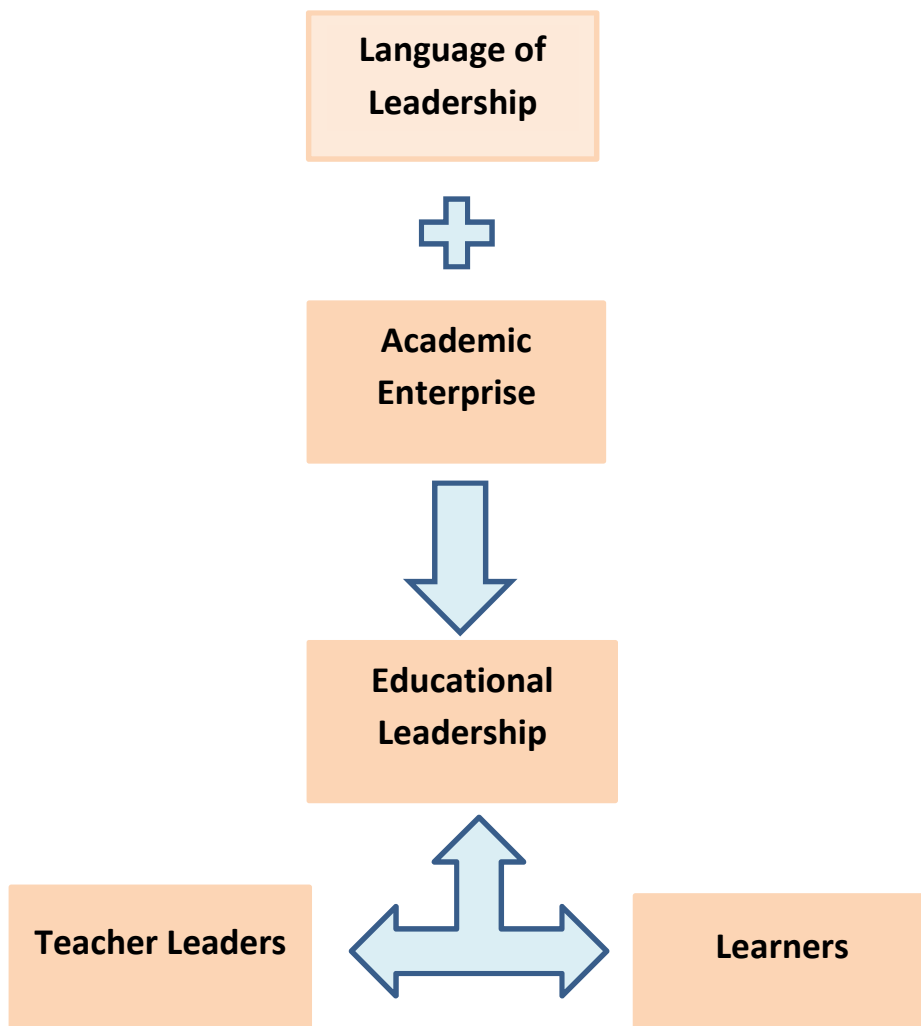 Language of
Leadership
Academic
Enterprise
Educational
Leadership
Teacher Leaders
Learners